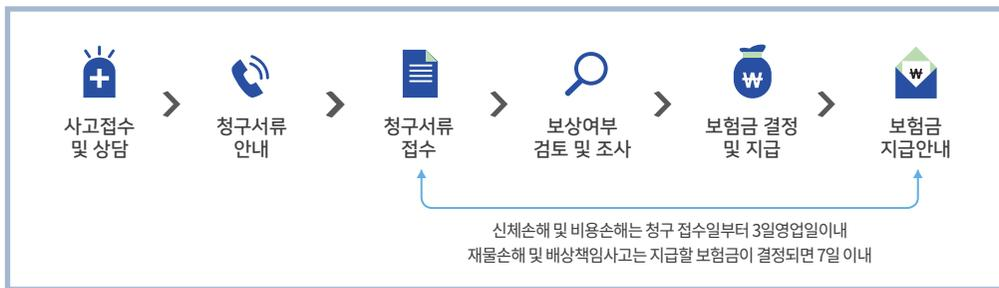 사고접수
및 상담
청구서류
안내
청구서류
접수
보상여부
검토 및 조사
보험금 결정
및 지급
₩
보험금
지급안내
₩
신체손해 및 비용손해는 청구 접수일부터 3일영업일이내
재물손해 및 배상책임사고는 지급할 보험금이 결정되면 7일 이내